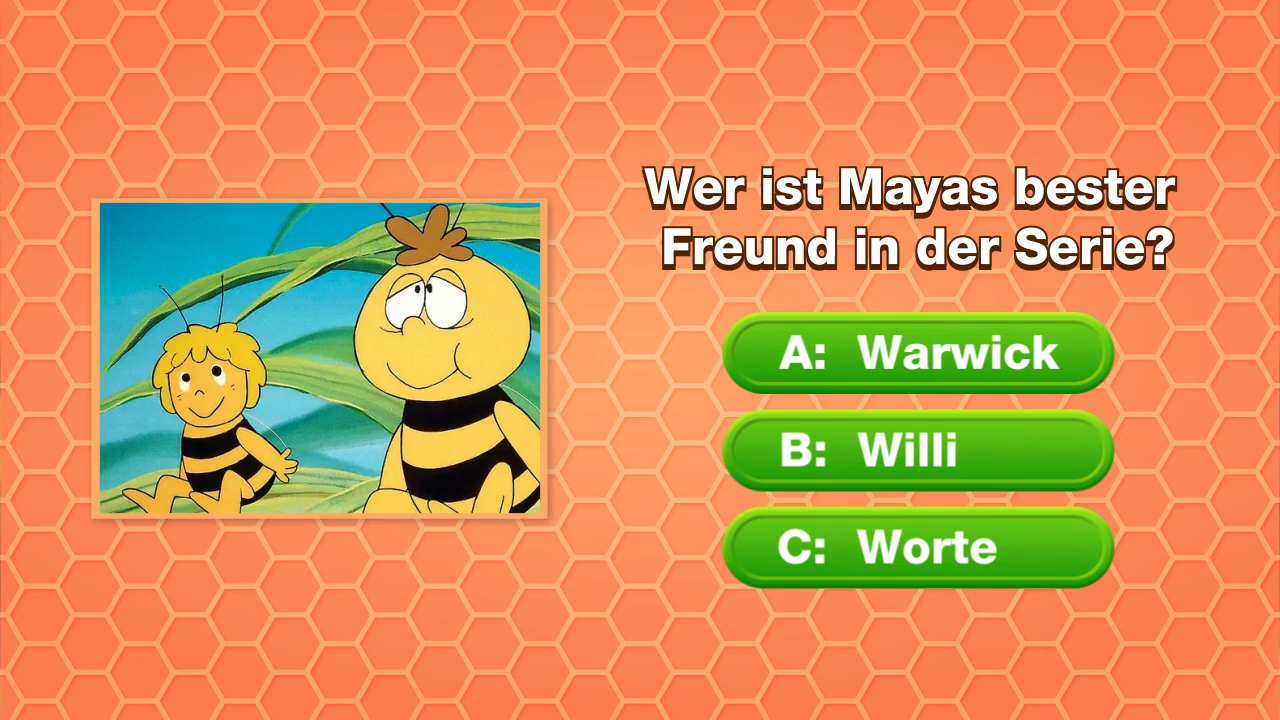 Wer ist Mayas bester
Freund in der Serie?
A: Warwick
B: Willi
C: Worte